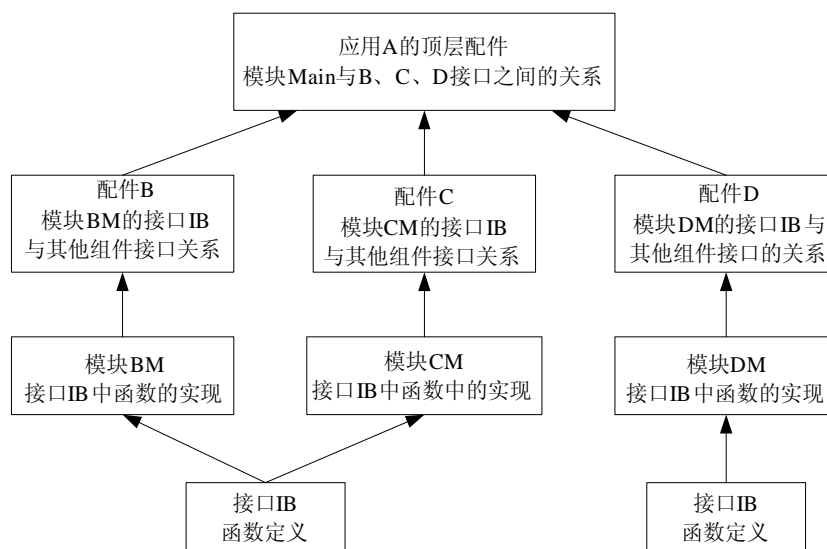 应用A的顶层配件
模块Main与B、C、D接口之间的关系
配件B
模块BM的接口IB
与其他组件接口关系
配件C
模块CM的接口IB
与其他组件接口关系
配件D
模块DM的接口IB与
其他组件接口的关系
模块BM
接口IB中函数的实现
模块CM
接口IB中函数中的实现
模块DM
接口IB中函数的实现
接口IB
函数定义
接口IB
函数定义